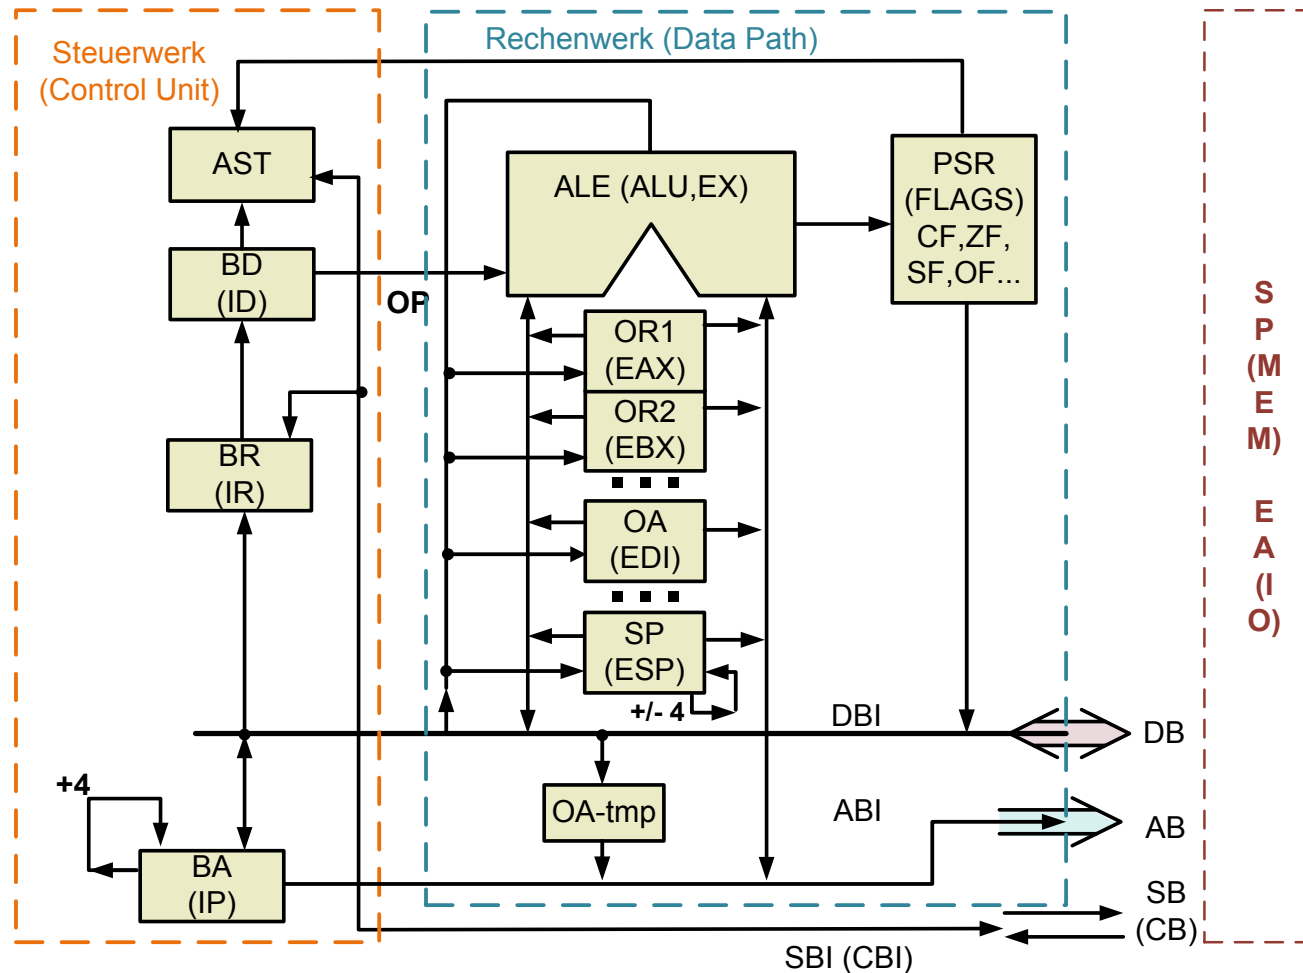 Steuerwerk
(Control Unit)
Rechenwerk (Data Path)
AST
BD
(ID)
OP
BR
(IR)
+4
BA
(IP)
ALE (ALU,EX)
PSR
(FLAGS)
CF,ZF,
SF,OF...
OR1
(EAX)
OR2
(EBX)
OA
(EDI)
SP
(ESP)
+/- 4
DBI
DB
OA-tmp
ABI
AB
SB
(CB)
SBI (CBI)
S
P
(M
E
M)
E
A
(I
O)